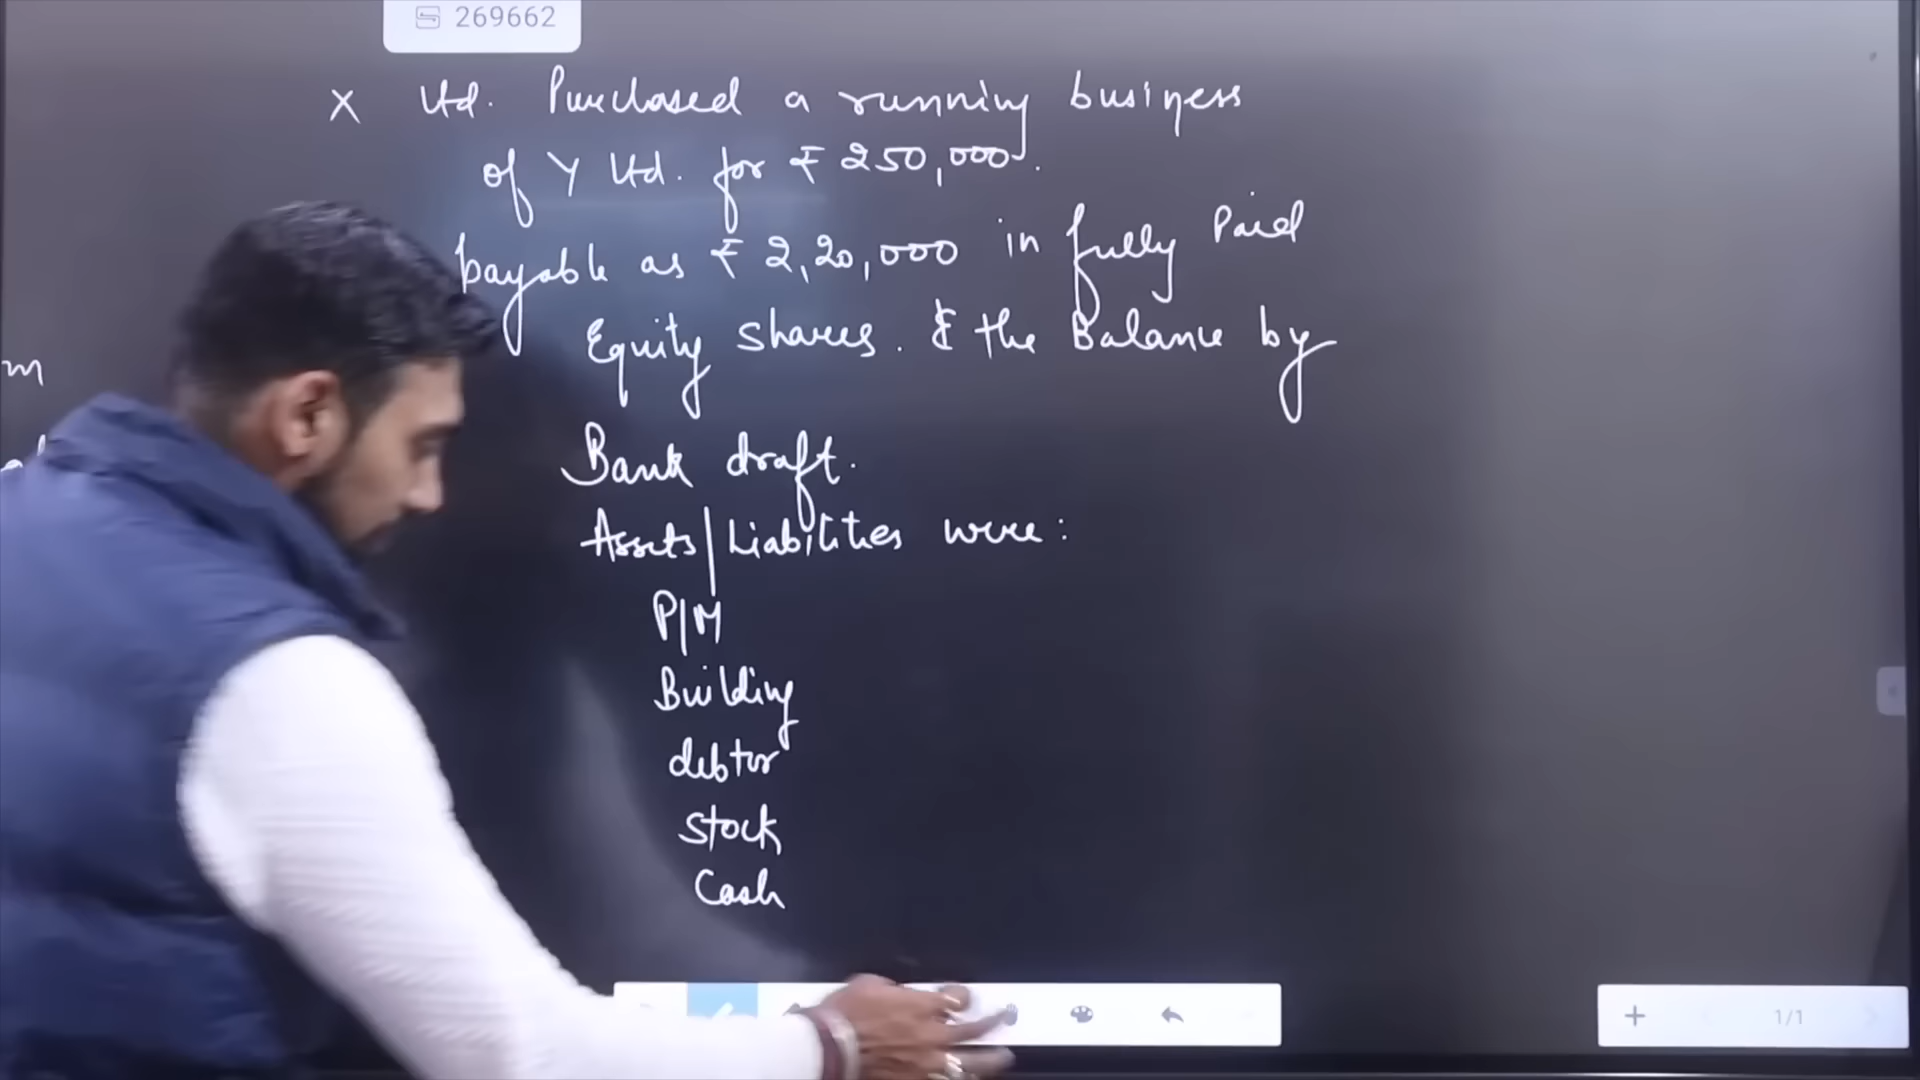 269662
X Ltd. Purchased a running business
of Y Ltd. for ₹ 250,000.
payable as ₹ 2,20,000 in fully Paid
Equity shares. & the Balance by
m
Bank draft.
Assets/Liabilities were:
P/M
Building
debtor
Stock
Cash
1/1